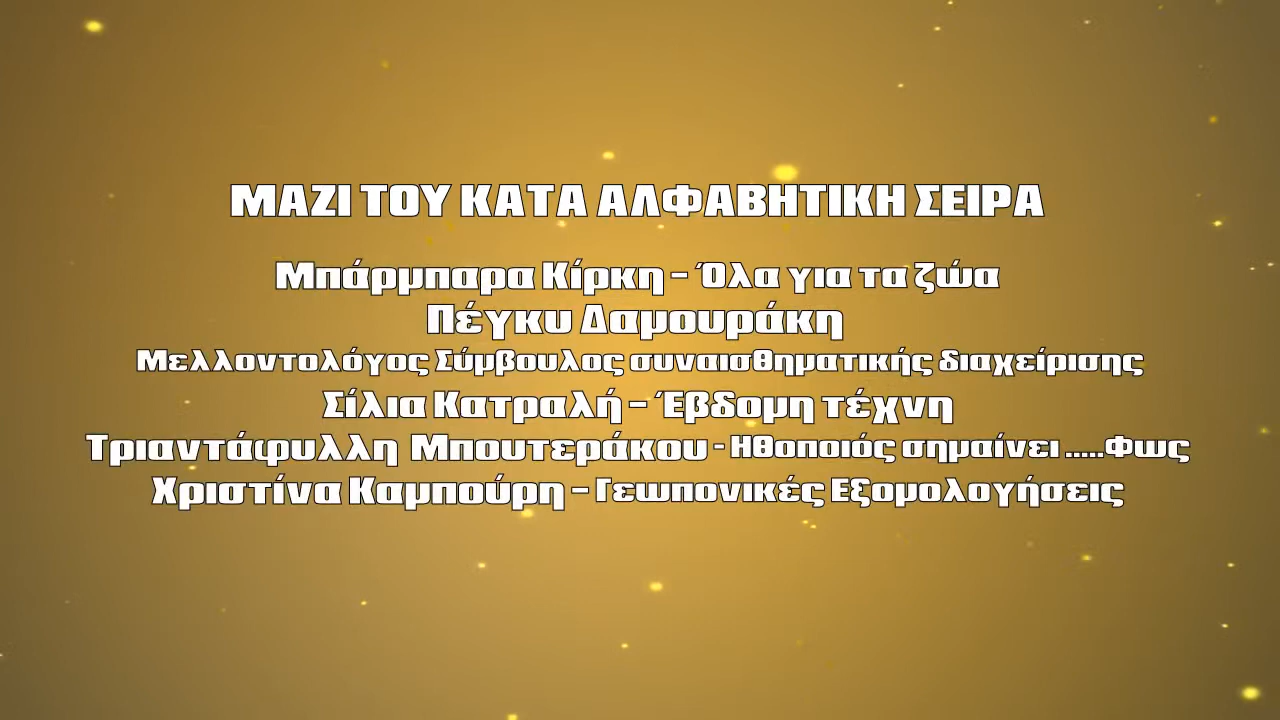 ΜΑΖΙ ΤΟΥ ΚΑΤΑ ΑΛΦΑΒΗΤΙΚΗ ΣΕΙΡΑ
Μπάρμπαρα Κίρκη - Όλα για τα ζώα
Πέγκυ Δαμουράκη
Μελλοντολόγος Σύμβουλος συναισθηματικής διαχείρισης
Σίλια Κατραλή - Έβδομη τέχνη
Τριαντάφυλλη Μπουτεράκου - Ηθοποιός σημαίνει .....Φως
Χριστίνα Καμπούρη - Γεωπονικές Εξομολογήσεις